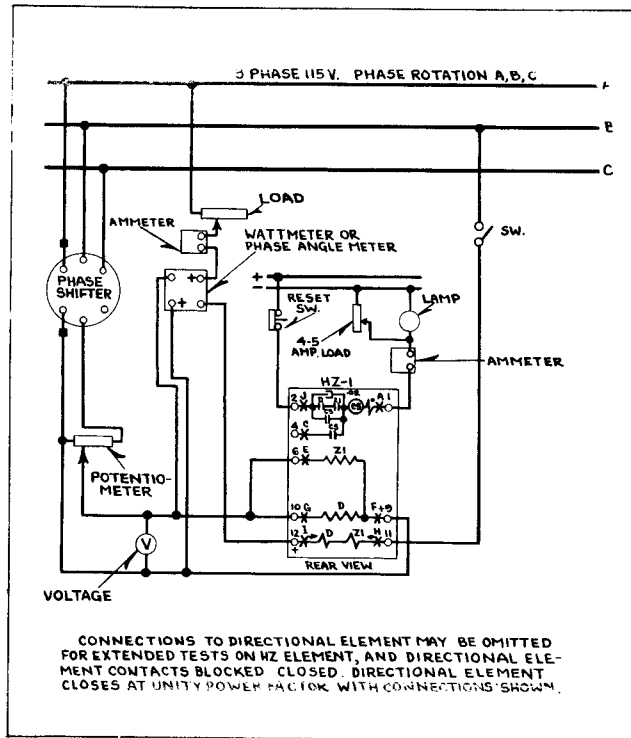 3 PHASE 115V. PHASE ROTATION A,B,C
A
B
C
LOAD
AMMETER
WATTMETER OR
PHASE ANGLE METER
SW.
PHASE
SHIFTER
+
+
+
−
RESET
SW.
LAMP
4-5
AMP. LOAD
AMMETER
HZ-1
2 J
A 1
4 C
6 E
Z1
POTENTIO-
METER
10 G
D
F + 9
12 I
D
Z1
H 11
+
V
REAR VIEW
VOLTAGE
CONNECTIONS TO DIRECTIONAL ELEMENT MAY BE OMITTED
FOR EXTENDED TESTS ON HZ ELEMENT, AND DIRECTIONAL ELE-
MENT CONTACTS BLOCKED CLOSED. DIRECTIONAL ELEMENT
CLOSES AT UNITY POWER FACTOR WITH CONNECTIONS SHOWN.